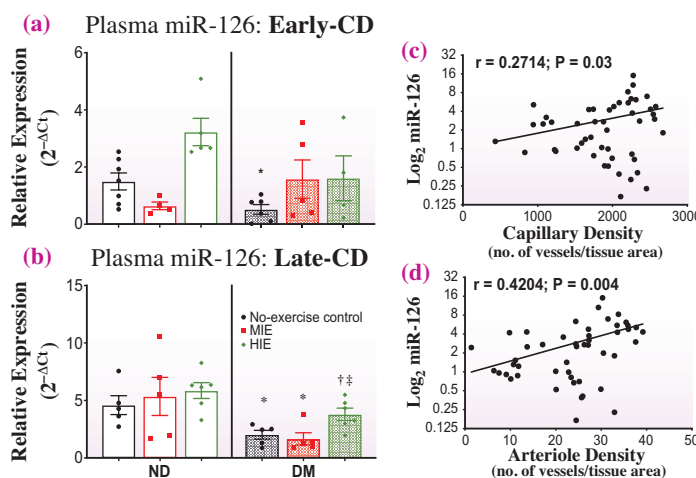 (a)
Plasma miR-126: Early-CD
Relative Expression
(2^-ΔCt)
6
4
2
0
*
(b)
Plasma miR-126: Late-CD
Relative Expression
(2^-ΔCt)
15
10
5
0
No-exercise control
MIE
HIE
*
*
†‡
ND
DM
(c)
r = 0.2714; P = 0.03
Log₂ miR-126
32
16
8
4
2
1
0.5
0.25
0.125
0
1000
2000
3000
Capillary Density
(no. of vessels/tissue area)
(d)
r = 0.4204; P = 0.004
Log₂ miR-126
32
16
8
4
2
1
0.5
0.25
0.125
0
10
20
30
40
50
Arteriole Density
(no. of vessels/tissue area)